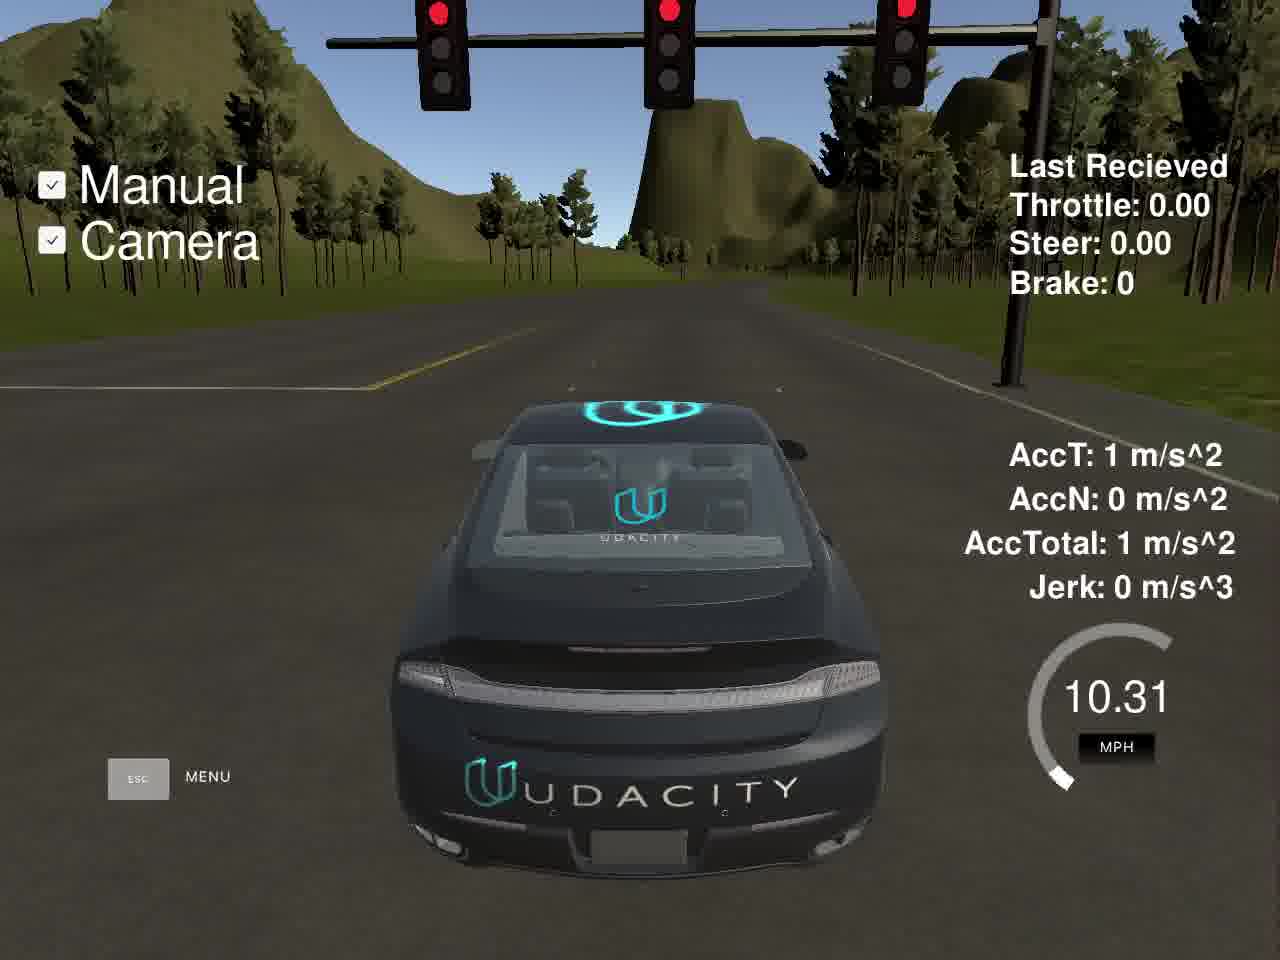 Manual
Camera
Last Recieved
Throttle: 0.00
Steer: 0.00
Brake: 0
AccT: 1 m/s^2
AccN: 0 m/s^2
AccTotal: 1 m/s^2
Jerk: 0 m/s^3
UDACITY
10.31
MPH
ESC MENU
UDACITY